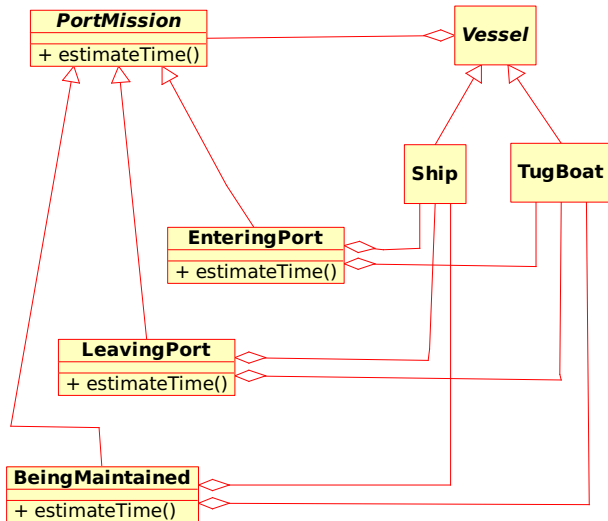 PortMission
+ estimateTime()
Vessel
Ship
TugBoat
EnteringPort
+ estimateTime()
LeavingPort
+ estimateTime()
BeingMaintained
+ estimateTime()